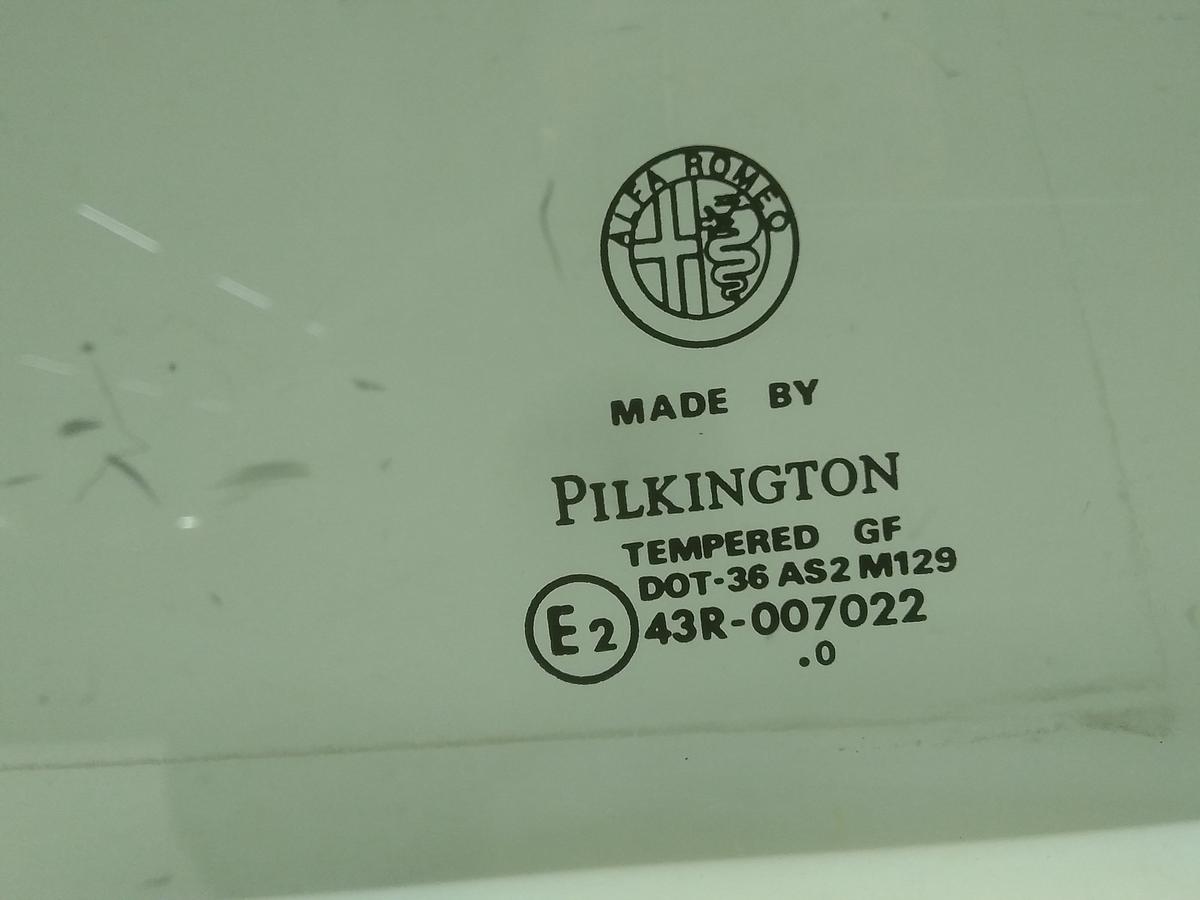 ALFA ROMEO
MADE BY
PILKINGTON
TEMPERED GF
DOT-36 AS2 M129
E2 43R-007022
.0